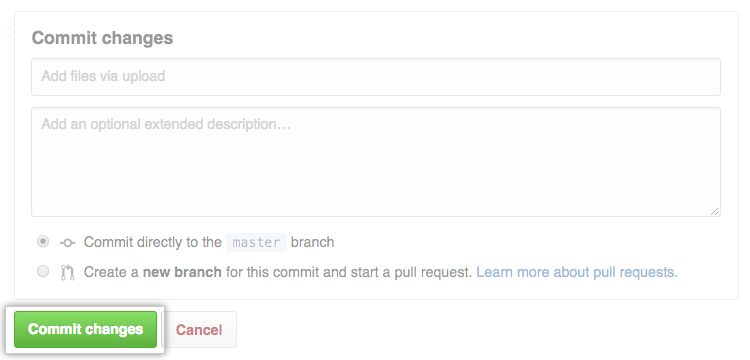 Commit changes
Add files via upload
Add an optional extended description…
Commit directly to the master branch
Create a new branch for this commit and start a pull request. Learn more about pull requests.
Commit changes Cancel